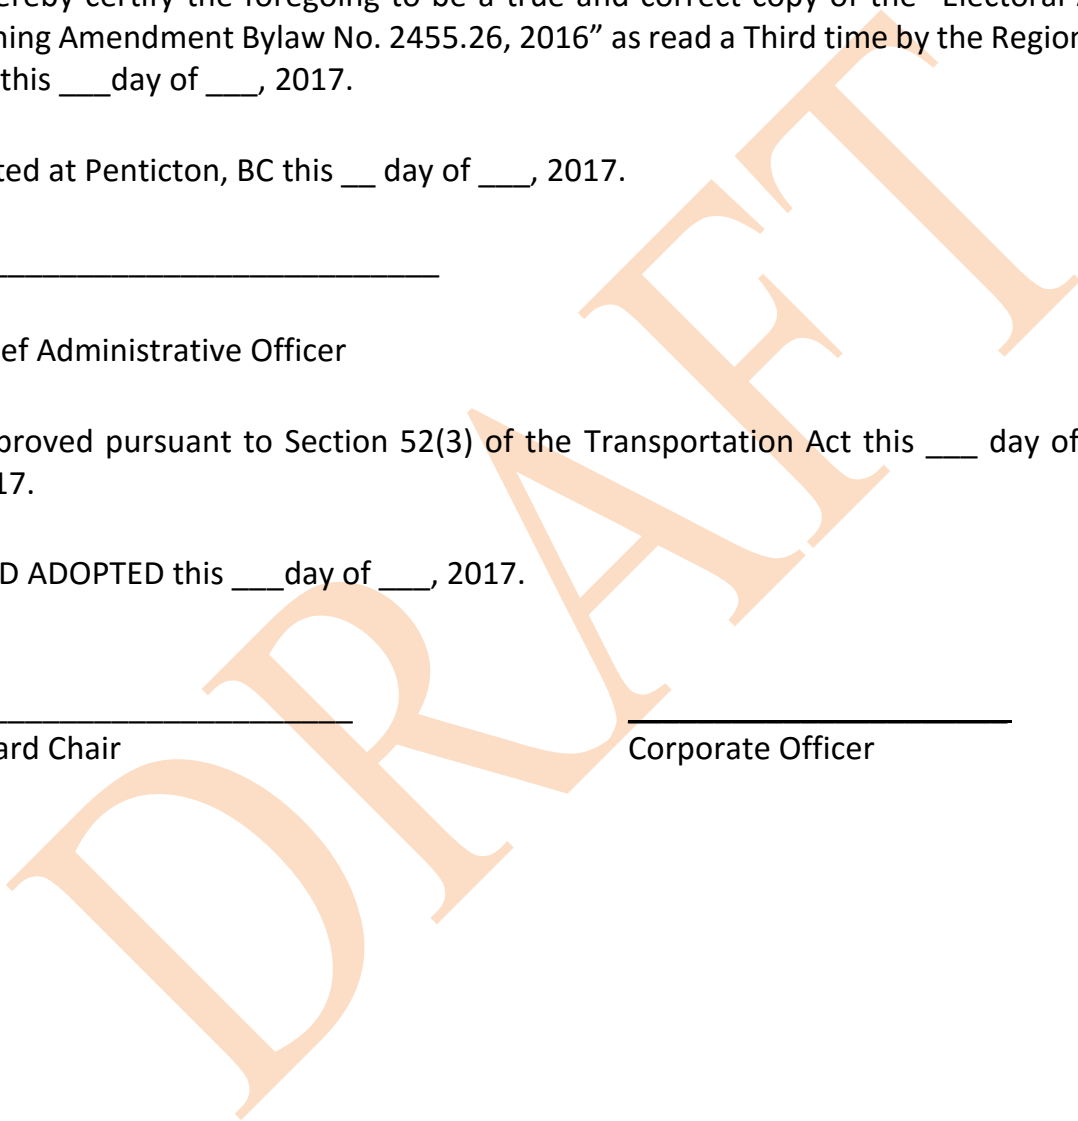 ereby certify the foregoing to be a true and correct copy of the "Electoral
ning Amendment Bylaw No. 2455.26, 2016” as read a Third time by the Region
this ___day of ___, 2017.
ted at Penticton, BC this __ day of ___, 2017.
__________________________
ef Administrative Officer
proved pursuant to Section 52(3) of the Transportation Act this ___ day of
17.
D ADOPTED this ___day of ___, 2017.
_____________________ ______________________
ard Chair Corporate Officer
DRAFT